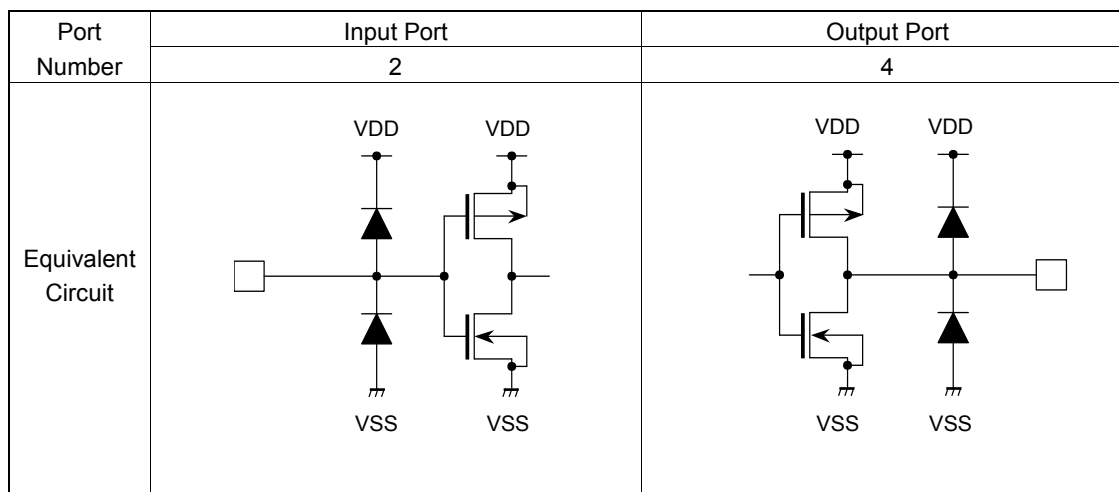 Port Number
Input Port
Output Port
2
4
Equivalent Circuit
VDD VDD
VSS VSS
VDD VDD
VSS VSS